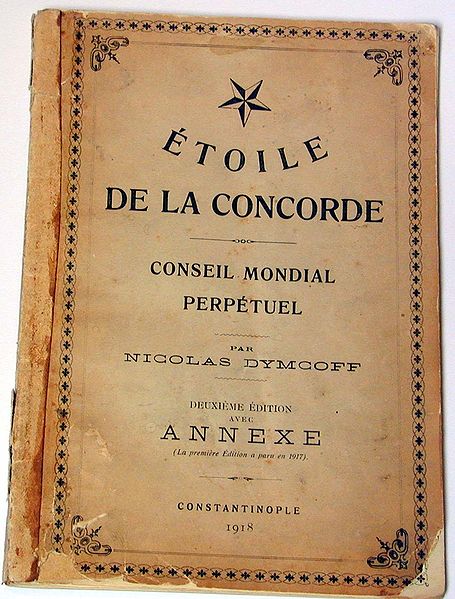 ÉTOILE
DE LA CONCORDE
CONSEIL MONDIAL
PERPÉTUEL
PAR
NICOLAS DYMCOFF
DEUXIÈME ÉDITION
AVEC
ANNEXE
(La première Édition a paru en 1917).
CONSTANTINOPLE
1918